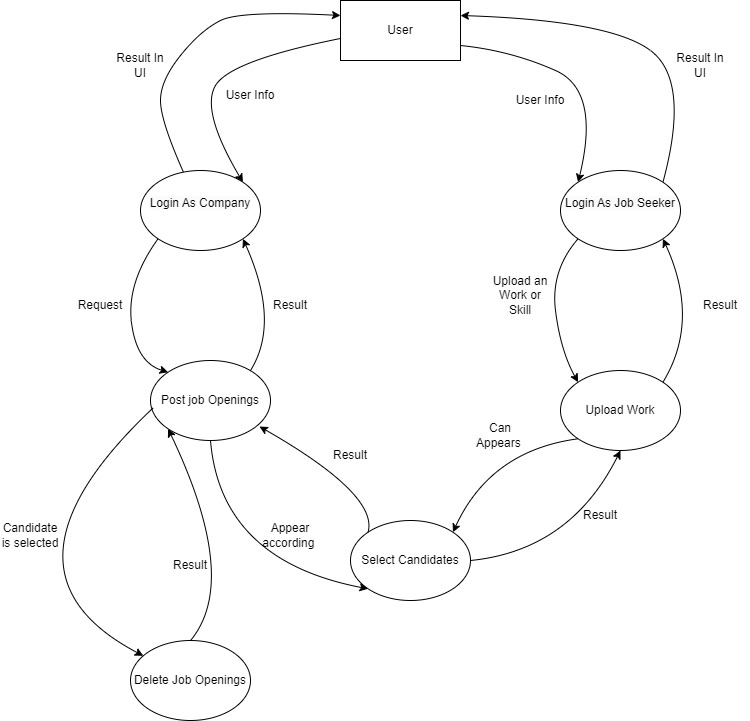 User
Result In
UI
Result In
UI
User Info
User Info
Login As Company
Login As Job Seeker
Upload an
Work or
Skill
Request
Result
Result
Post job Openings
Upload Work
Can
Appears
Result
Result
Candidate
is selected
Appear
according
Result
Select Candidates
Delete Job Openings